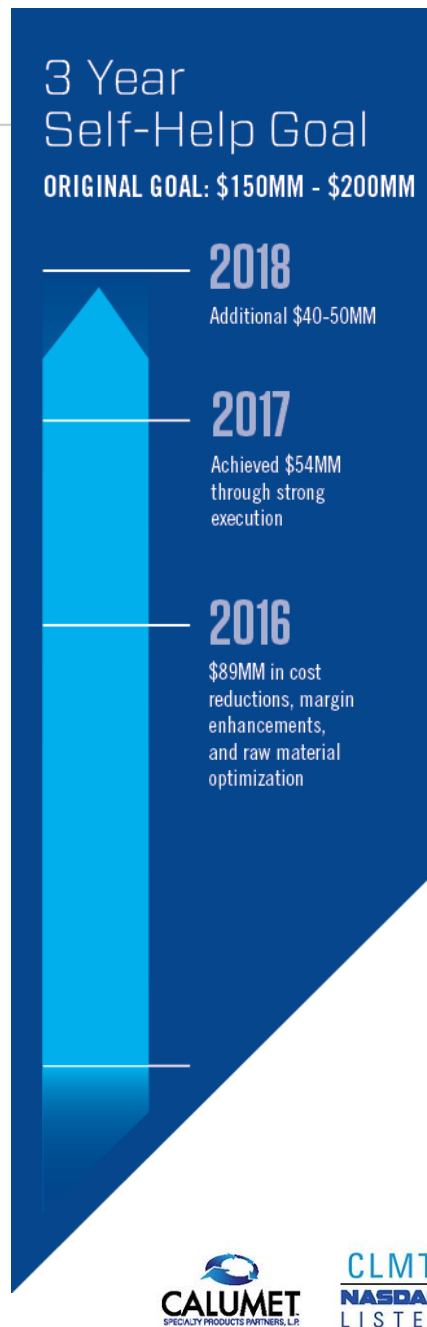 3 Year
Self-Help Goal
ORIGINAL GOAL: $150MM - $200MM
2018
Additional $40-50MM
2017
Achieved $54MM
through strong
execution
2016
$89MM in cost
reductions, margin
enhancements,
and raw material
optimization
CALUMET
SPECIALTY PRODUCTS PARTNERS, L.P.
CLMT
NASDA
LISTE